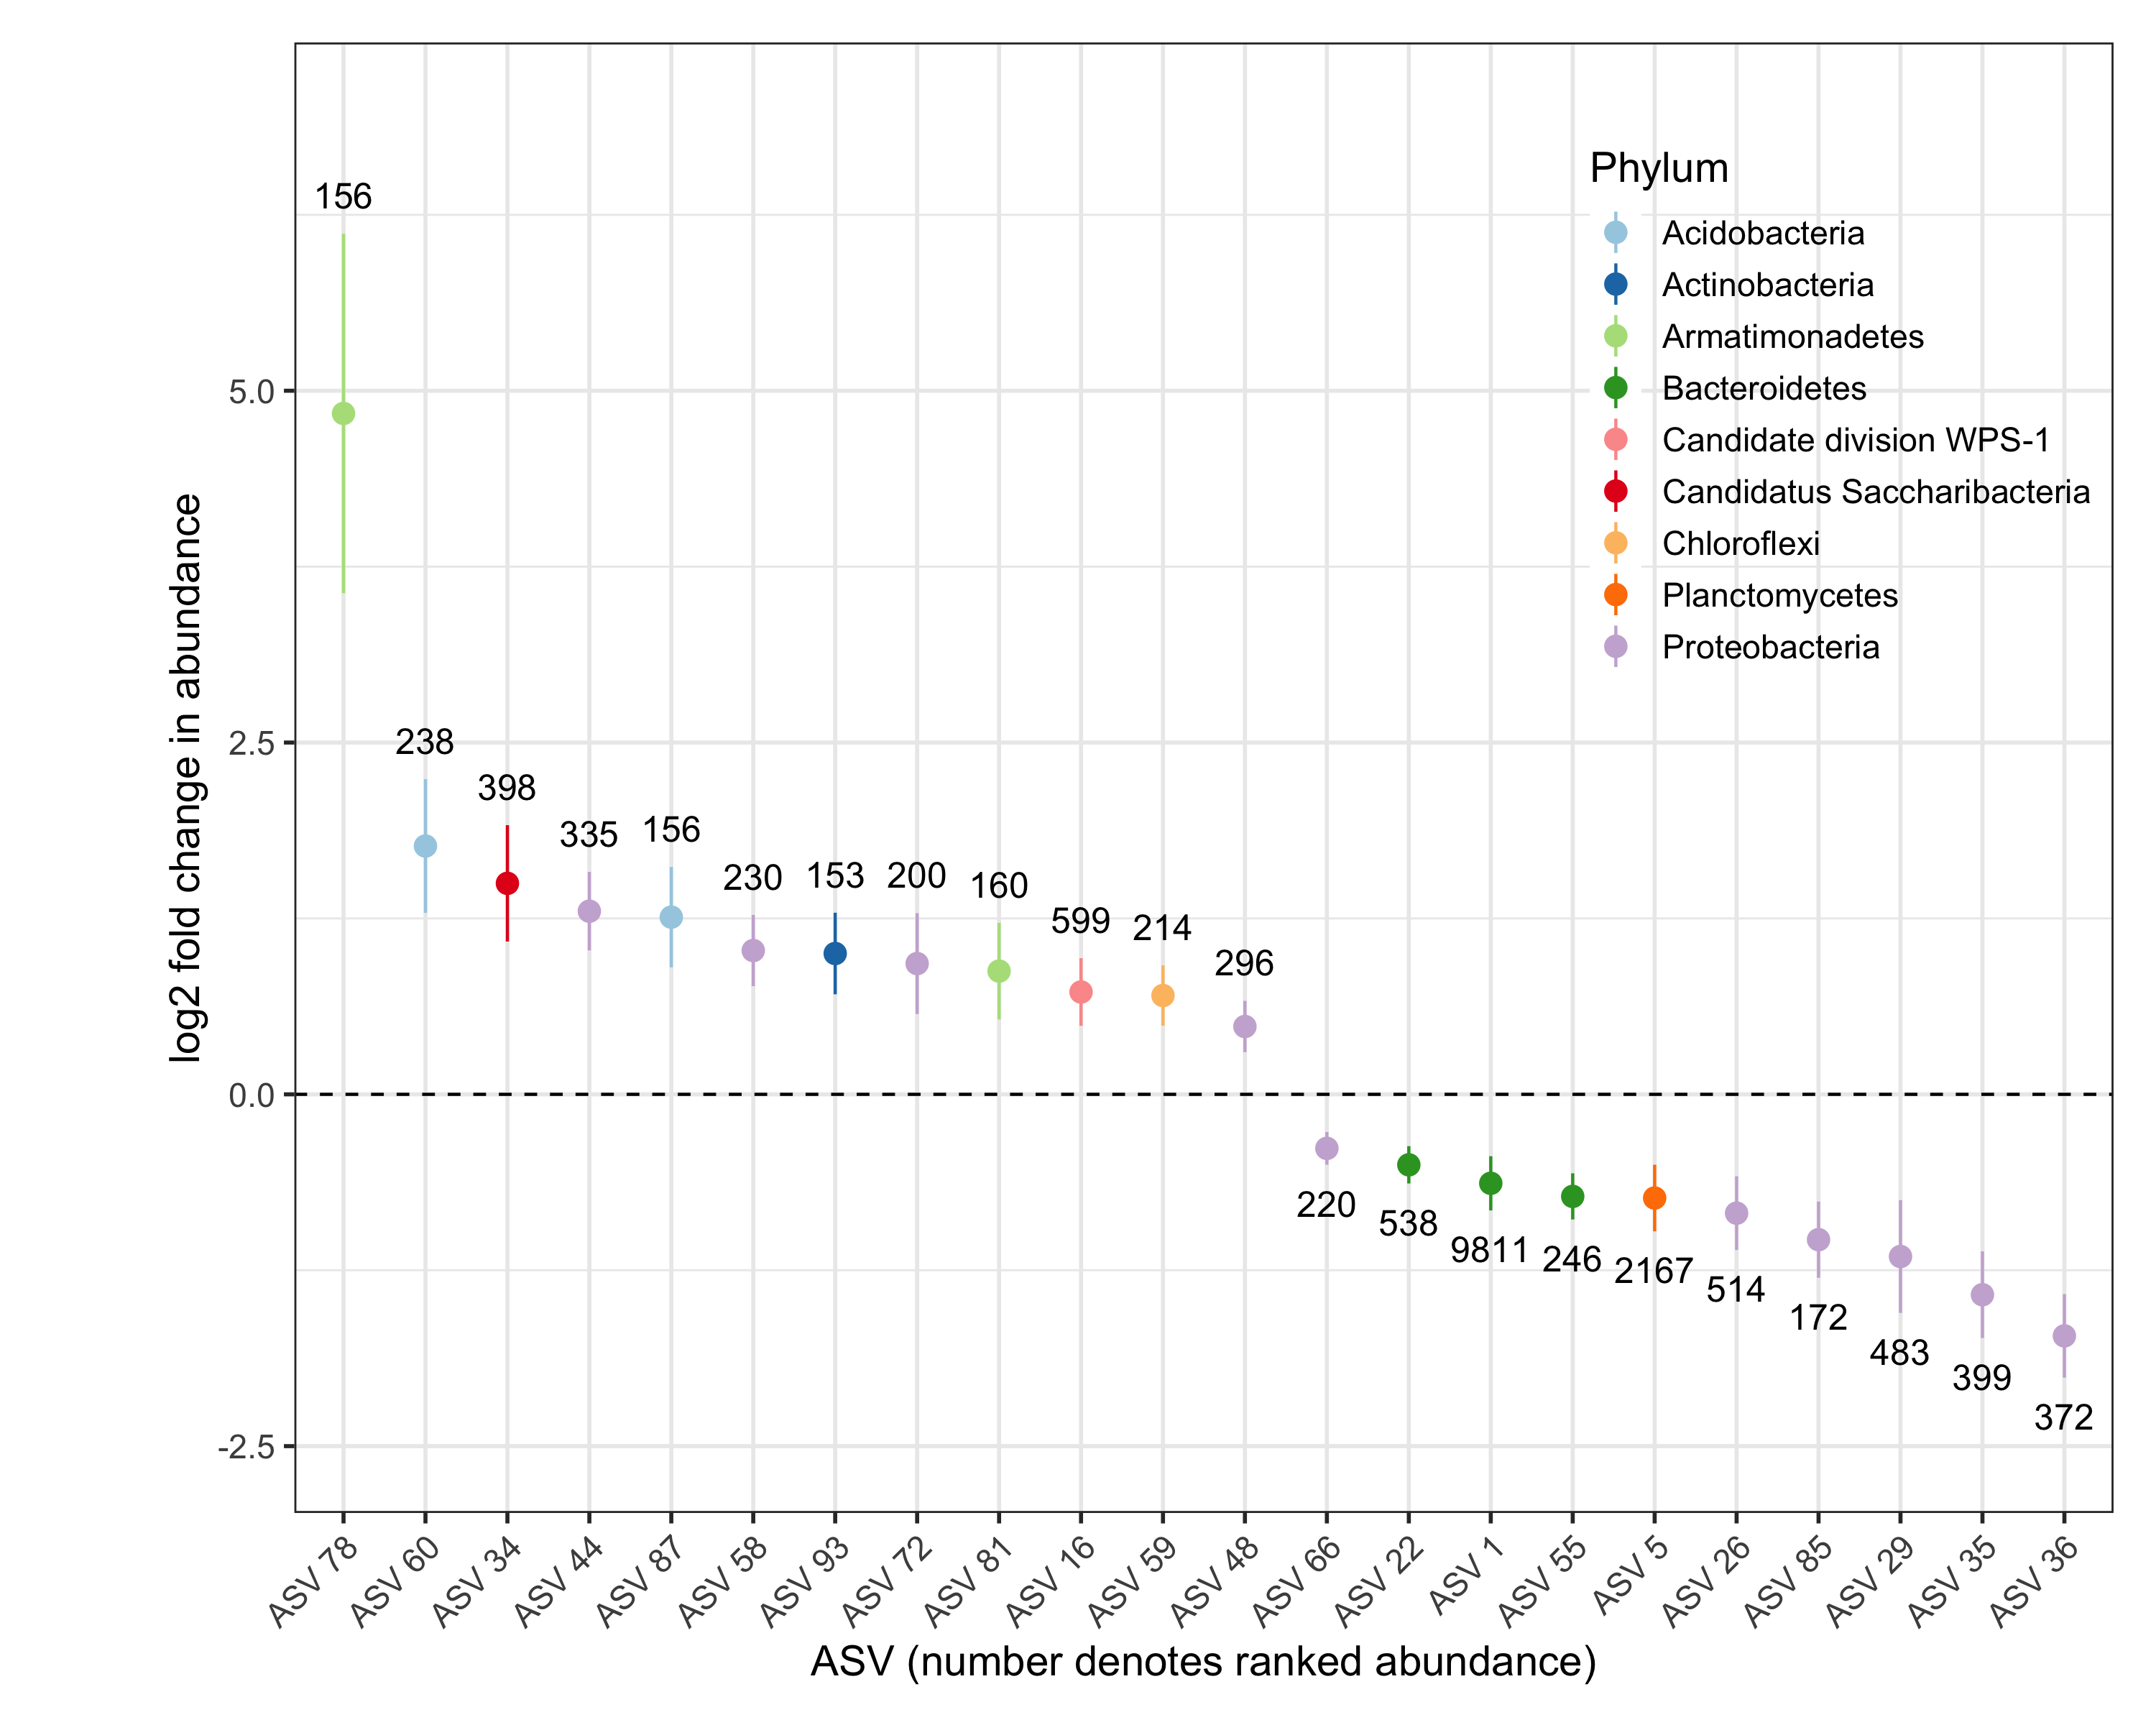 Phylum
Acidobacteria
Actinobacteria
Armatimonadetes
Bacteroidetes
Candidate division WPS-1
Candidatus Saccharibacteria
Chloroflexi
Planctomycetes
Proteobacteria
log2 fold change in abundance
5.0
2.5
0.0
-2.5
156
238
398
335
156
230
153
200
160
599
214
296
220
538
9811
246
2167
514
172
483
399
372
ASV 78
ASV 60
ASV 34
ASV 44
ASV 87
ASV 58
ASV 93
ASV 72
ASV 81
ASV 16
ASV 59
ASV 48
ASV 66
ASV 22
ASV 1
ASV 55
ASV 5
ASV 26
ASV 85
ASV 29
ASV 35
ASV 36
ASV (number denotes ranked abundance)